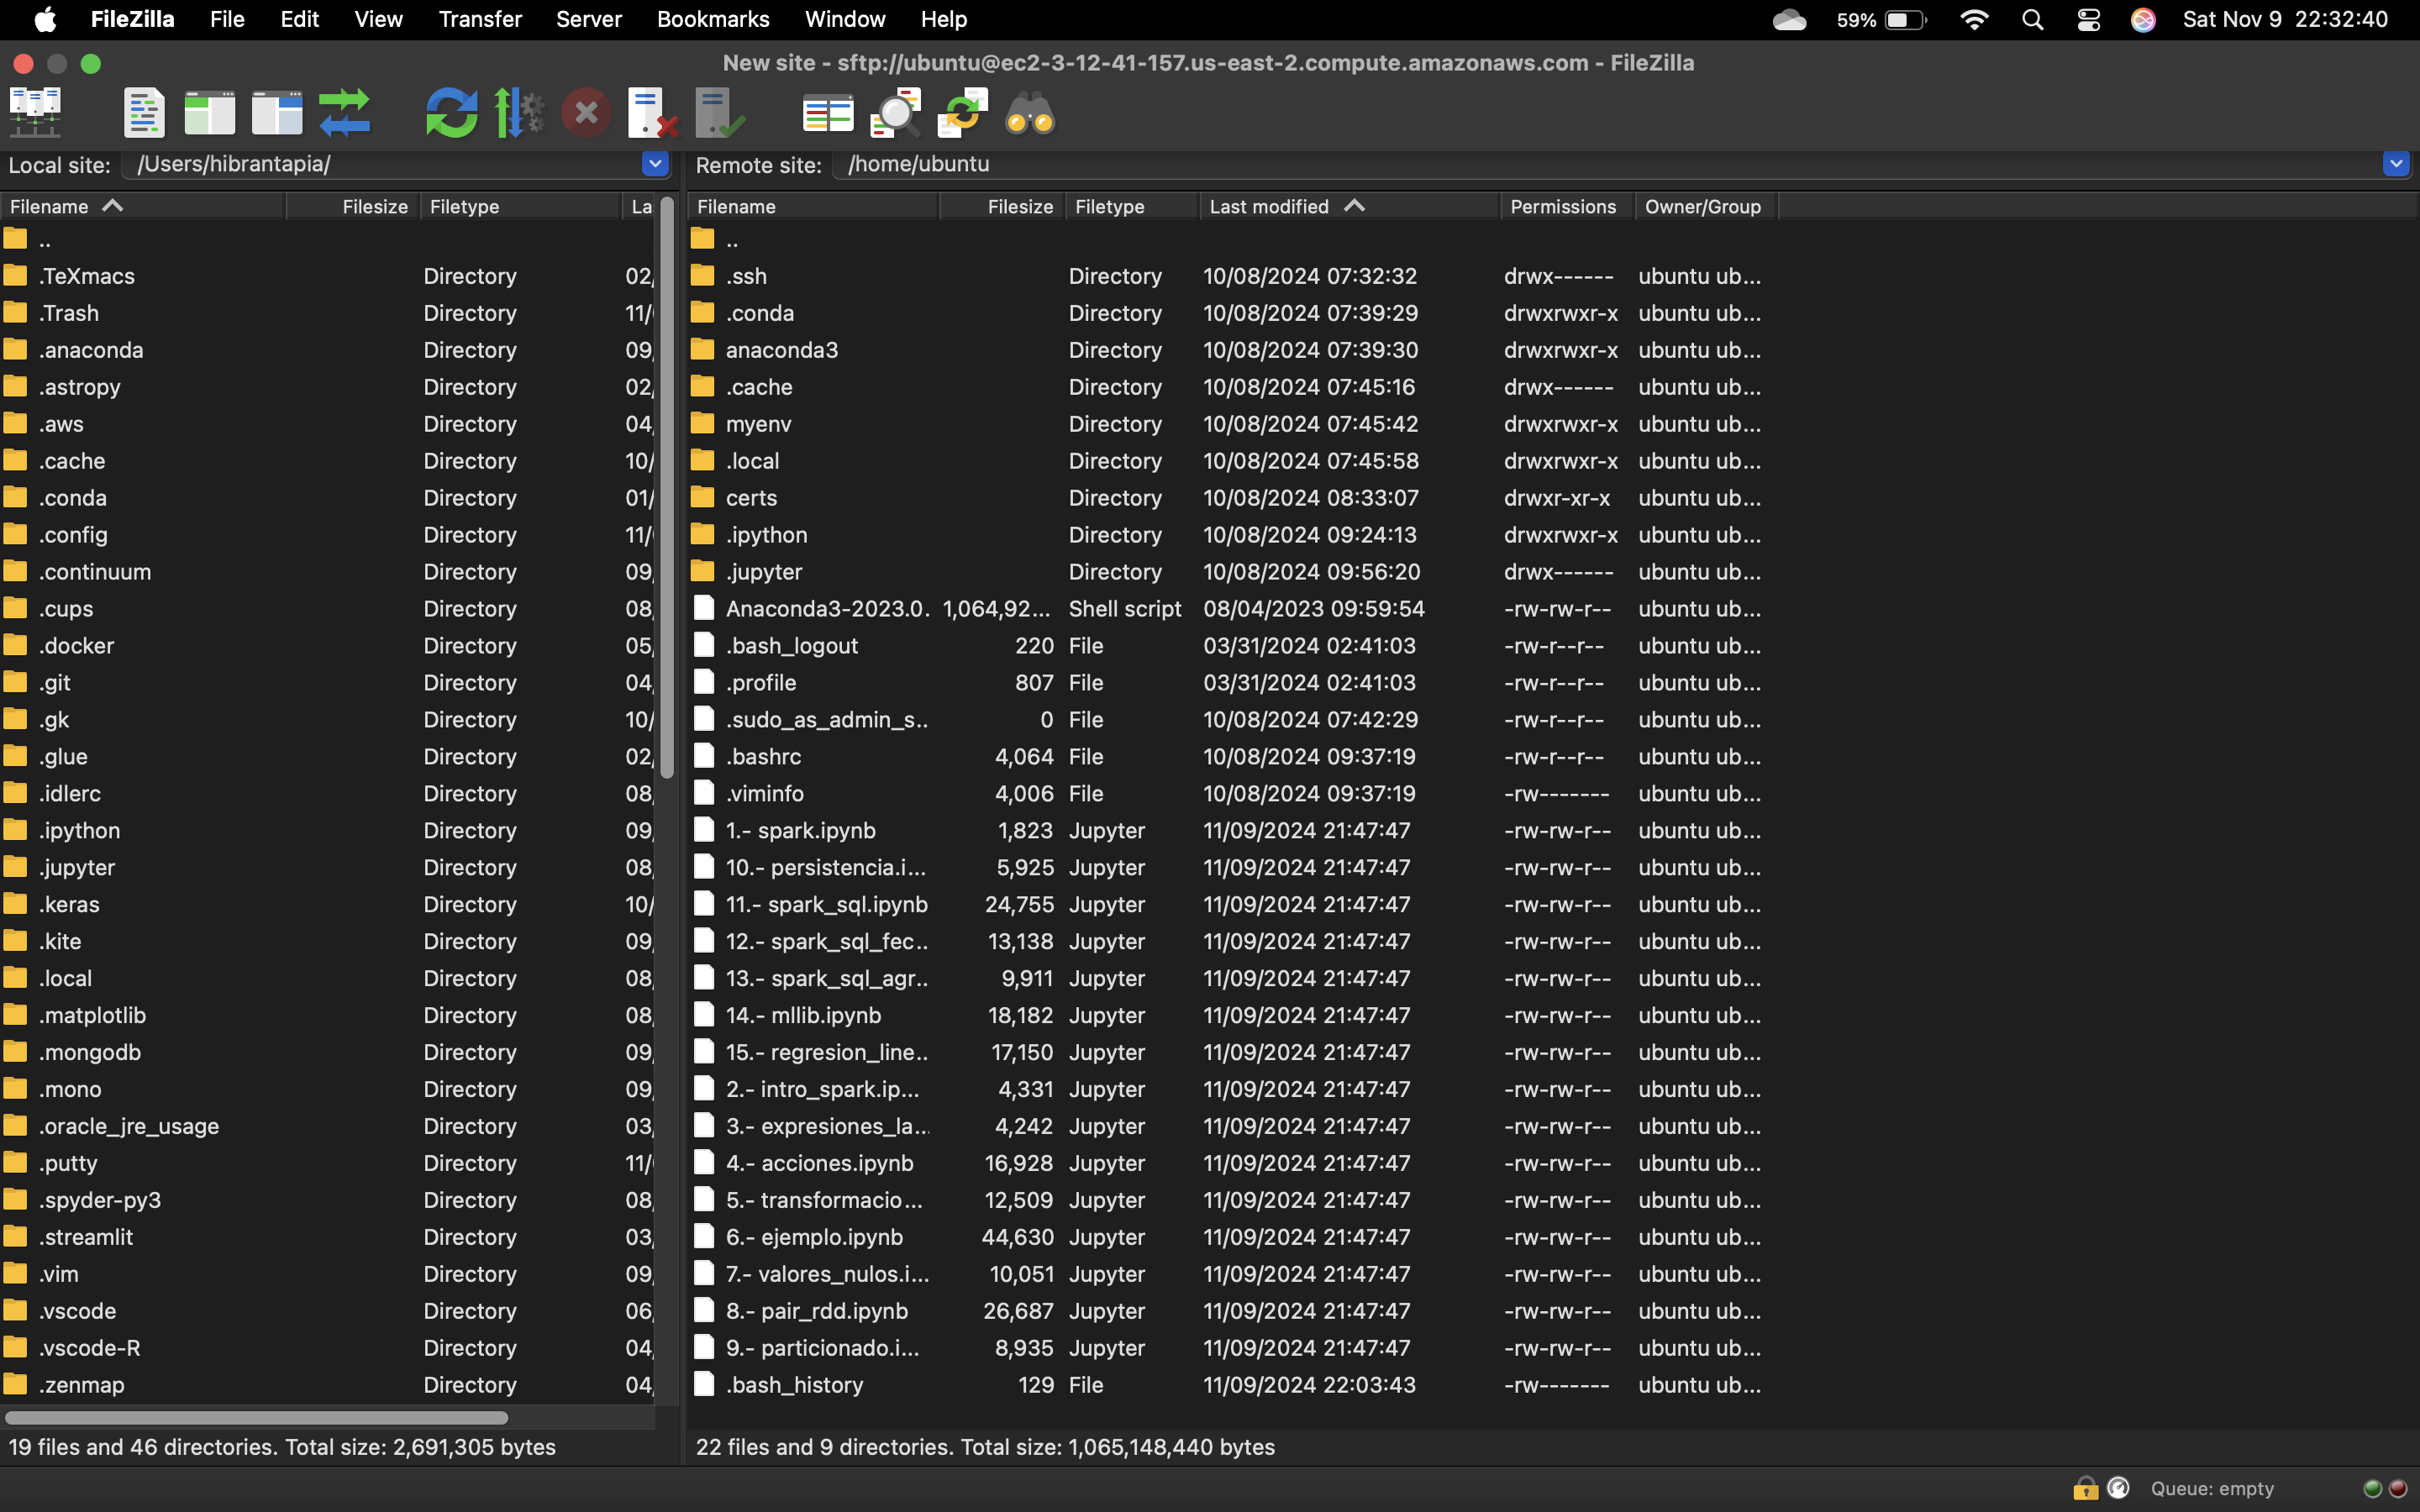 FileZilla File Edit View Transfer Server Bookmarks Window Help 59% Sat Nov 9 22:32:40
New site - sftp://ubuntu@ec2-3-12-41-157.us-east-2.compute.amazonaws.com - FileZilla
Local site: /Users/hibrantapia/
Filename Filesize Filetype La
..
.TeXmacs Directory 02/
.Trash Directory 11/
.anaconda Directory 09/
.astropy Directory 02/
.aws Directory 04/
.cache Directory 10/
.conda Directory 01/
.config Directory 11/
.continuum Directory 09/
.cups Directory 08/
.docker Directory 05/
.git Directory 04/
.gk Directory 10/
.glue Directory 02/
.idlerc Directory 08/
.ipython Directory 09/
.jupyter Directory 08/
.keras Directory 10/
.kite Directory 09/
.local Directory 08/
.matplotlib Directory 08/
.mongodb Directory 09/
.mono Directory 09/
.oracle_jre_usage Directory 03/
.putty Directory 11/
.spyder-py3 Directory 08/
.streamlit Directory 03/
.vim Directory 09/
.vscode Directory 06/
.vscode-R Directory 04/
.zenmap Directory 04/
19 files and 46 directories. Total size: 2,691,305 bytes
Remote site: /home/ubuntu
Filename Filesize Filetype Last modified Permissions Owner/Group
..
.ssh Directory 10/08/2024 07:32:32 drwx------ ubuntu ub...
.conda Directory 10/08/2024 07:39:29 drwxrwxr-x ubuntu ub...
anaconda3 Directory 10/08/2024 07:39:30 drwxrwxr-x ubuntu ub...
.cache Directory 10/08/2024 07:45:16 drwx------ ubuntu ub...
myenv Directory 10/08/2024 07:45:42 drwxrwxr-x ubuntu ub...
.local Directory 10/08/2024 07:45:58 drwxrwxr-x ubuntu ub...
certs Directory 10/08/2024 08:33:07 drwxr-xr-x ubuntu ub...
.ipython Directory 10/08/2024 09:24:13 drwxrwxr-x ubuntu ub...
.jupyter Directory 10/08/2024 09:56:20 drwx------ ubuntu ub...
Anaconda3-2023.0. 1,064,92... Shell script 08/04/2023 09:59:54 -rw-rw-r-- ubuntu ub...
.bash_logout 220 File 03/31/2024 02:41:03 -rw-r--r-- ubuntu ub...
.profile 807 File 03/31/2024 02:41:03 -rw-r--r-- ubuntu ub...
.sudo_as_admin_s.. 0 File 10/08/2024 07:42:29 -rw-r--r-- ubuntu ub...
.bashrc 4,064 File 10/08/2024 09:37:19 -rw-r--r-- ubuntu ub...
.viminfo 4,006 File 10/08/2024 09:37:19 -rw------- ubuntu ub...
1.- spark.ipynb 1,823 Jupyter 11/09/2024 21:47:47 -rw-rw-r-- ubuntu ub...
10.- persistencia.i... 5,925 Jupyter 11/09/2024 21:47:47 -rw-rw-r-- ubuntu ub...
11.- spark_sql.ipynb 24,755 Jupyter 11/09/2024 21:47:47 -rw-rw-r-- ubuntu ub...
12.- spark_sql_fec.. 13,138 Jupyter 11/09/2024 21:47:47 -rw-rw-r-- ubuntu ub...
13.- spark_sql_agr.. 9,911 Jupyter 11/09/2024 21:47:47 -rw-rw-r-- ubuntu ub...
14.- mllib.ipynb 18,182 Jupyter 11/09/2024 21:47:47 -rw-rw-r-- ubuntu ub...
15.- regresion_line.. 17,150 Jupyter 11/09/2024 21:47:47 -rw-rw-r-- ubuntu ub...
2.- intro_spark.ip... 4,331 Jupyter 11/09/2024 21:47:47 -rw-rw-r-- ubuntu ub...
3.- expresiones_la... 4,242 Jupyter 11/09/2024 21:47:47 -rw-rw-r-- ubuntu ub...
4.- acciones.ipynb 16,928 Jupyter 11/09/2024 21:47:47 -rw-rw-r-- ubuntu ub...
5.- transformacio... 12,509 Jupyter 11/09/2024 21:47:47 -rw-rw-r-- ubuntu ub...
6.- ejemplo.ipynb 44,630 Jupyter 11/09/2024 21:47:47 -rw-rw-r-- ubuntu ub...
7.- valores_nulos.i... 10,051 Jupyter 11/09/2024 21:47:47 -rw-rw-r-- ubuntu ub...
8.- pair_rdd.ipynb 26,687 Jupyter 11/09/2024 21:47:47 -rw-rw-r-- ubuntu ub...
9.- particionado.i... 8,935 Jupyter 11/09/2024 21:47:47 -rw-rw-r-- ubuntu ub...
.bash_history 129 File 11/09/2024 22:03:43 -rw------- ubuntu ub...
22 files and 9 directories. Total size: 1,065,148,440 bytes
Queue: empty